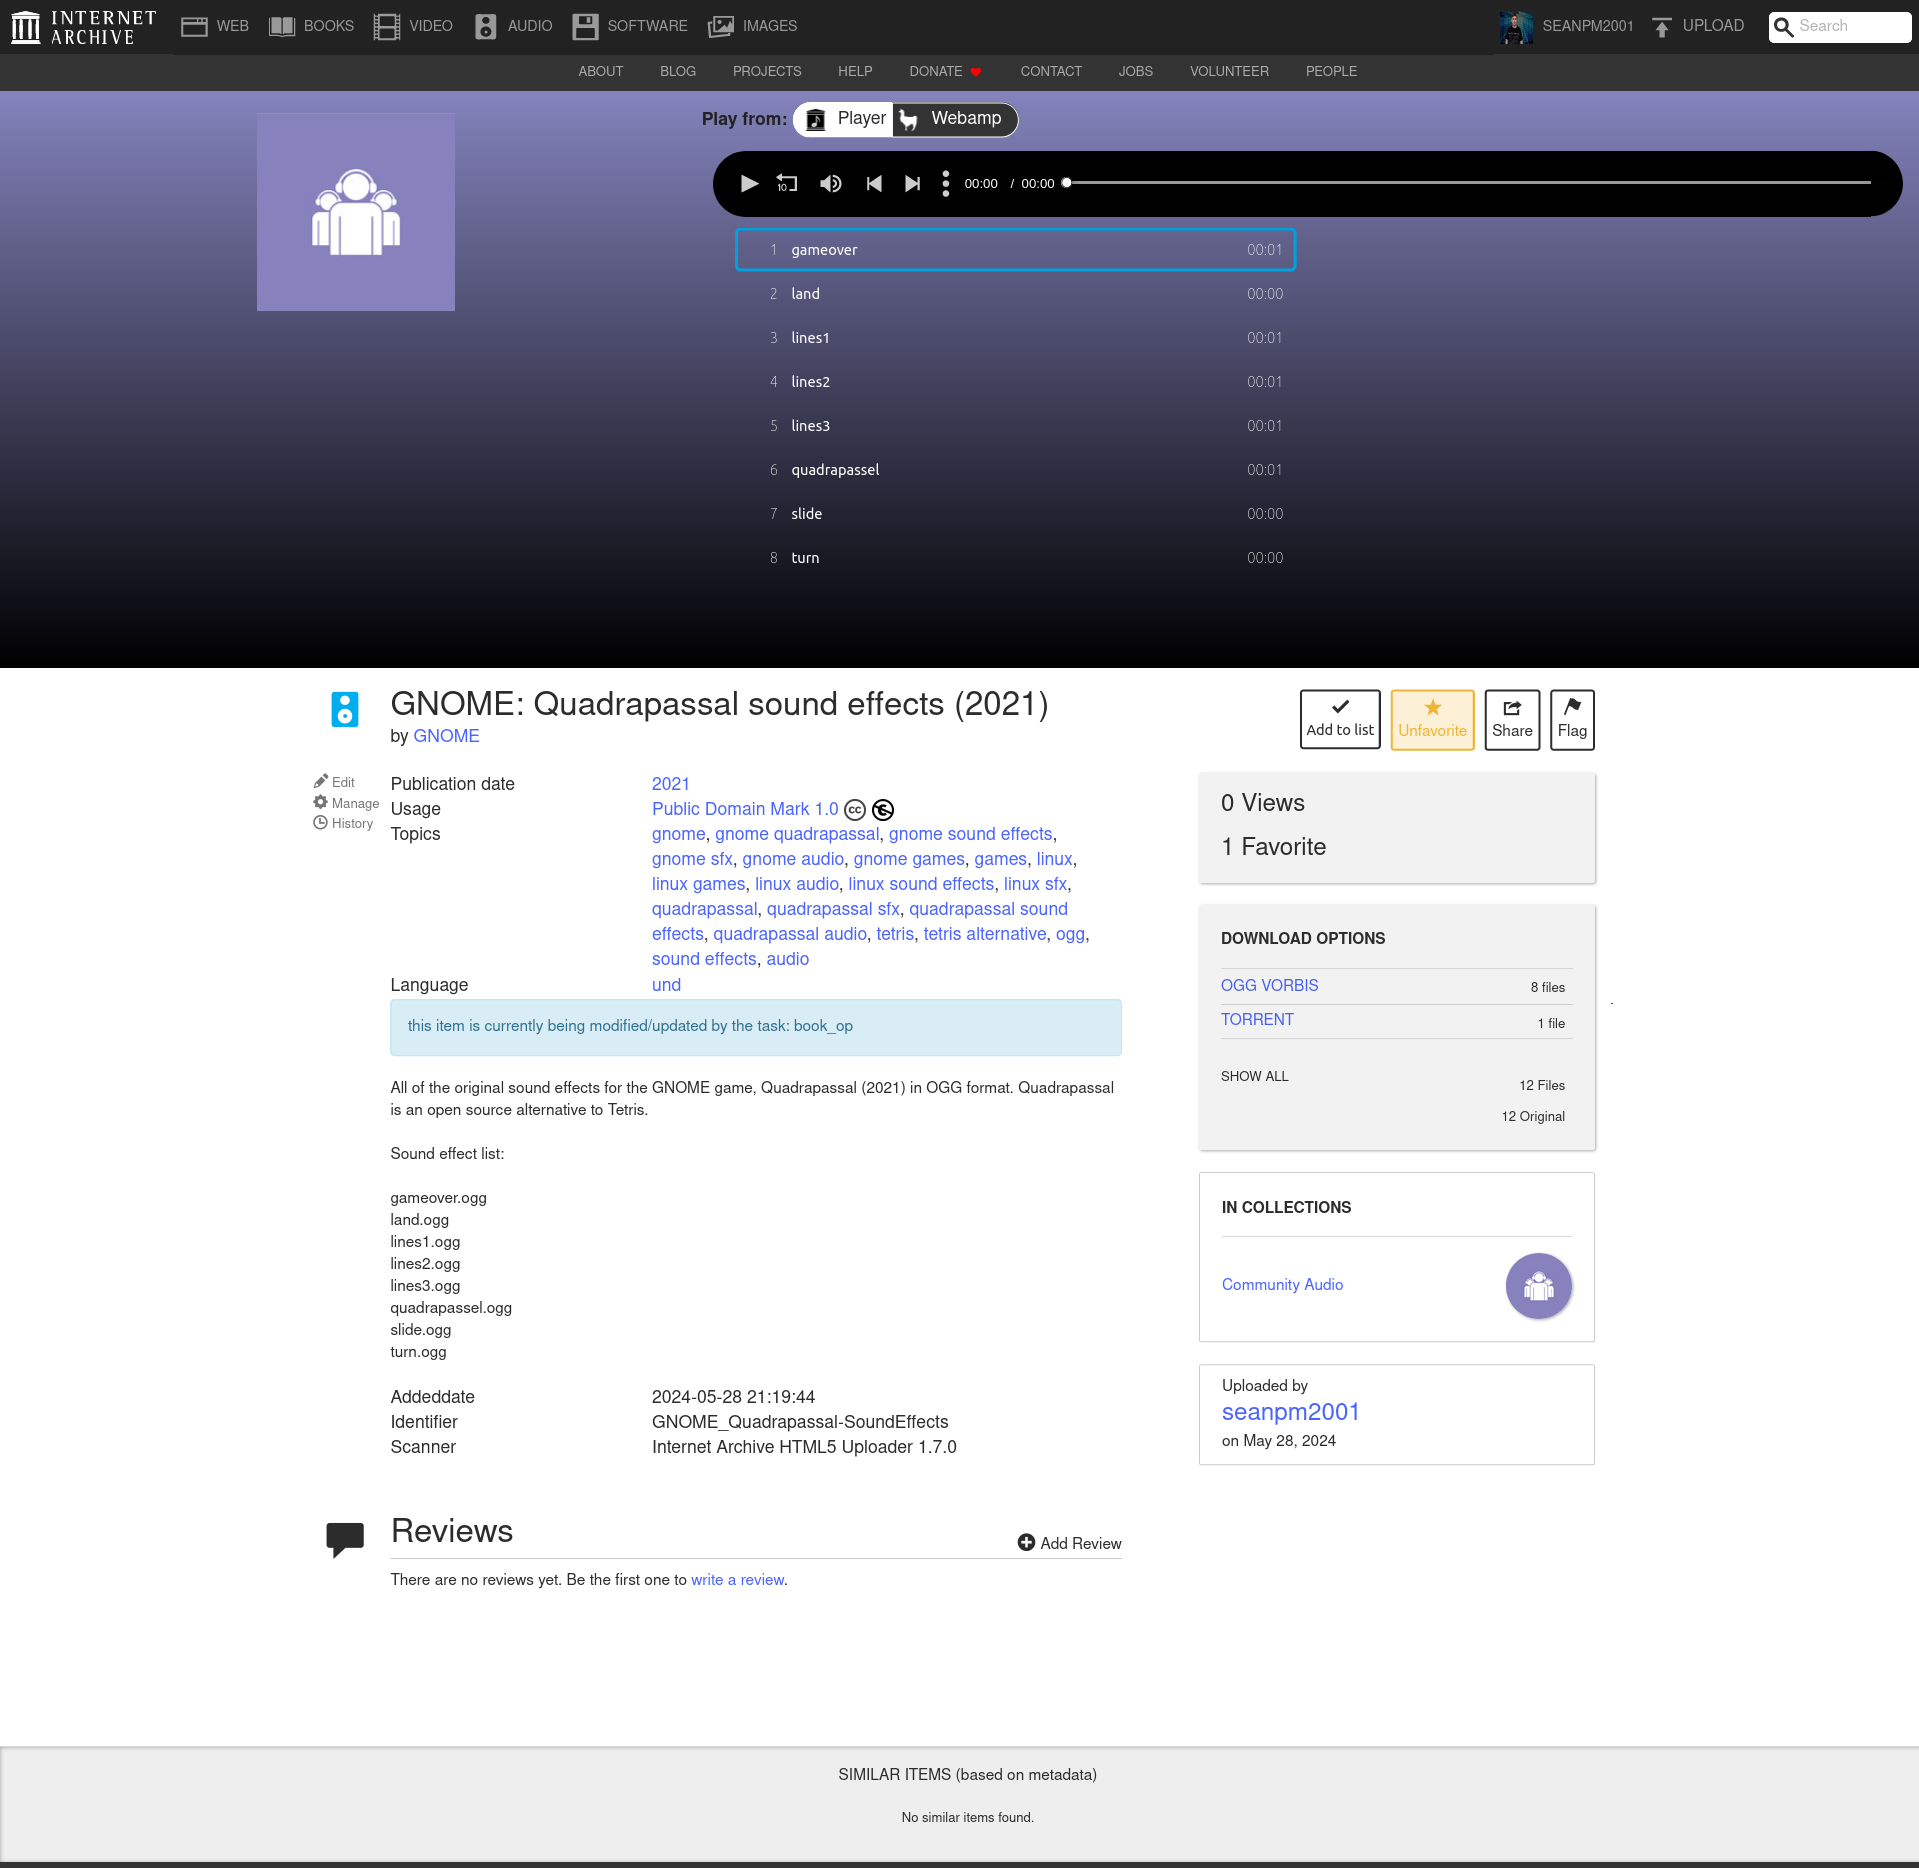 INTERNET ARCHIVE WEB BOOKS VIDEO AUDIO SOFTWARE IMAGES SEANPM2001 UPLOAD Search
ABOUT BLOG PROJECTS HELP DONATE CONTACT JOBS VOLUNTEER PEOPLE
Play from: Player Webamp
10 00:00 / 00:00
1 gameover 00:01
2 land 00:00
3 lines1 00:01
4 lines2 00:01
5 lines3 00:01
6 quadrapassel 00:01
7 slide 00:00
8 turn 00:00
GNOME: Quadrapassal sound effects (2021)
by GNOME
Add to list Unfavorite Share Flag
Edit
Manage
History
Publication date 2021
Usage Public Domain Mark 1.0 cc
Topics gnome, gnome quadrapassal, gnome sound effects,
gnome sfx, gnome audio, gnome games, games, linux,
linux games, linux audio, linux sound effects, linux sfx,
quadrapassal, quadrapassal sfx, quadrapassal sound
effects, quadrapassal audio, tetris, tetris alternative, ogg,
sound effects, audio
Language und
this item is currently being modified/updated by the task: book_op
All of the original sound effects for the GNOME game, Quadrapassal (2021) in OGG format. Quadrapassal
is an open source alternative to Tetris.
Sound effect list:
gameover.ogg
land.ogg
lines1.ogg
lines2.ogg
lines3.ogg
quadrapassel.ogg
slide.ogg
turn.ogg
Addeddate 2024-05-28 21:19:44
Identifier GNOME_Quadrapassal-SoundEffects
Scanner Internet Archive HTML5 Uploader 1.7.0
0 Views
1 Favorite
DOWNLOAD OPTIONS
OGG VORBIS 8 files
TORRENT 1 file
SHOW ALL 12 Files
12 Original
IN COLLECTIONS
Community Audio
Uploaded by
seanpm2001
on May 28, 2024
Reviews
Add Review
There are no reviews yet. Be the first one to write a review.
SIMILAR ITEMS (based on metadata)
No similar items found.